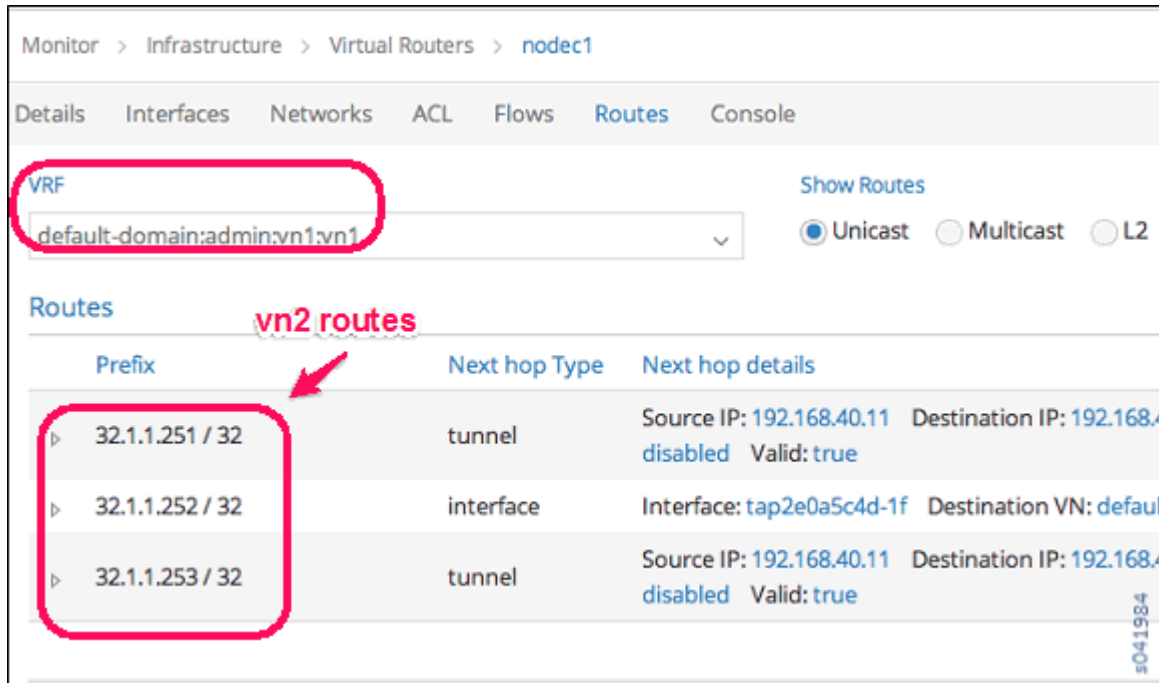 Monitor > Infrastructure > Virtual Routers > nodec1
Details Interfaces Networks ACL Flows Routes Console
VRF Show Routes
default-domain:admin:vn1:vn1 Unicast Multicast L2
Routes
vn2 routes
Prefix Next hop Type Next hop details
32.1.1.251 / 32 tunnel Source IP: 192.168.40.11 Destination IP: 192.168.
disabled Valid: true
32.1.1.252 / 32 interface Interface: tap2e0a5c4d-1f Destination VN: defaul
32.1.1.253 / 32 tunnel Source IP: 192.168.40.11 Destination IP: 192.168.
disabled Valid: true
s041984